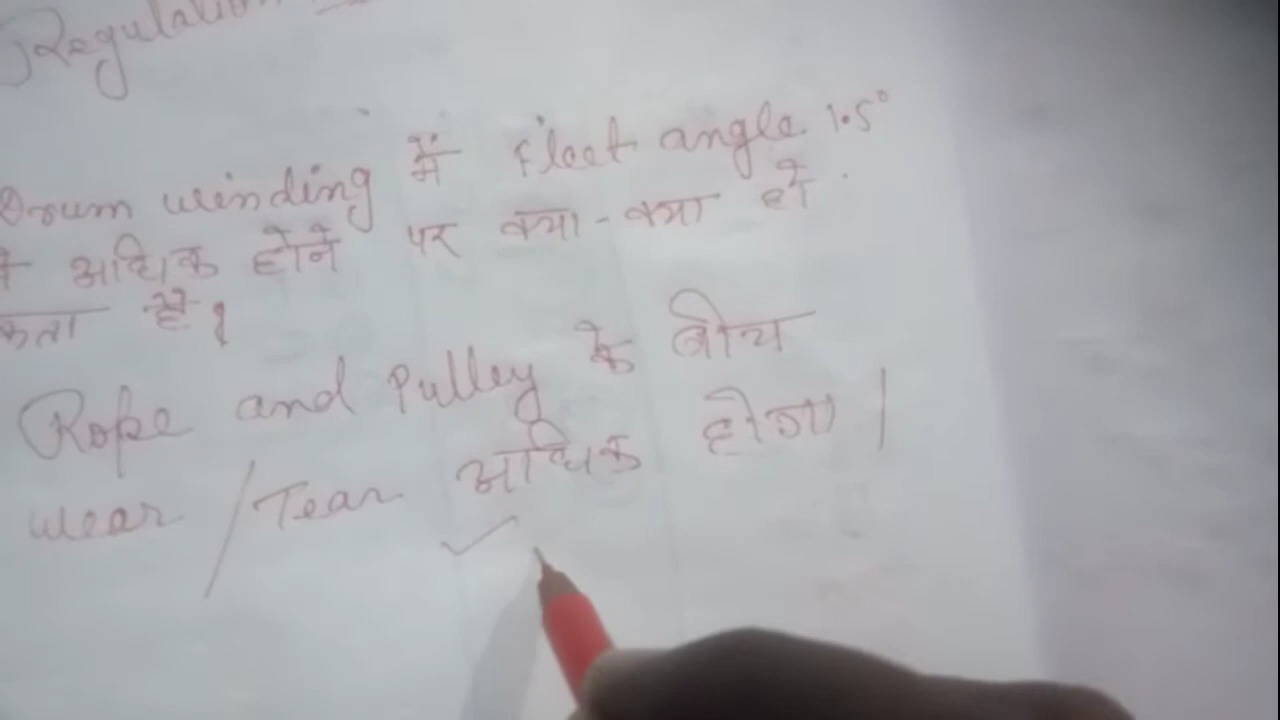 Regulation
Drum winding में Fleet angle 1.5°
से अधिक होने पर क्या-क्या हो
सकता है।
Rope and Pulley के बीच
wear/Tear अधिक होगा।